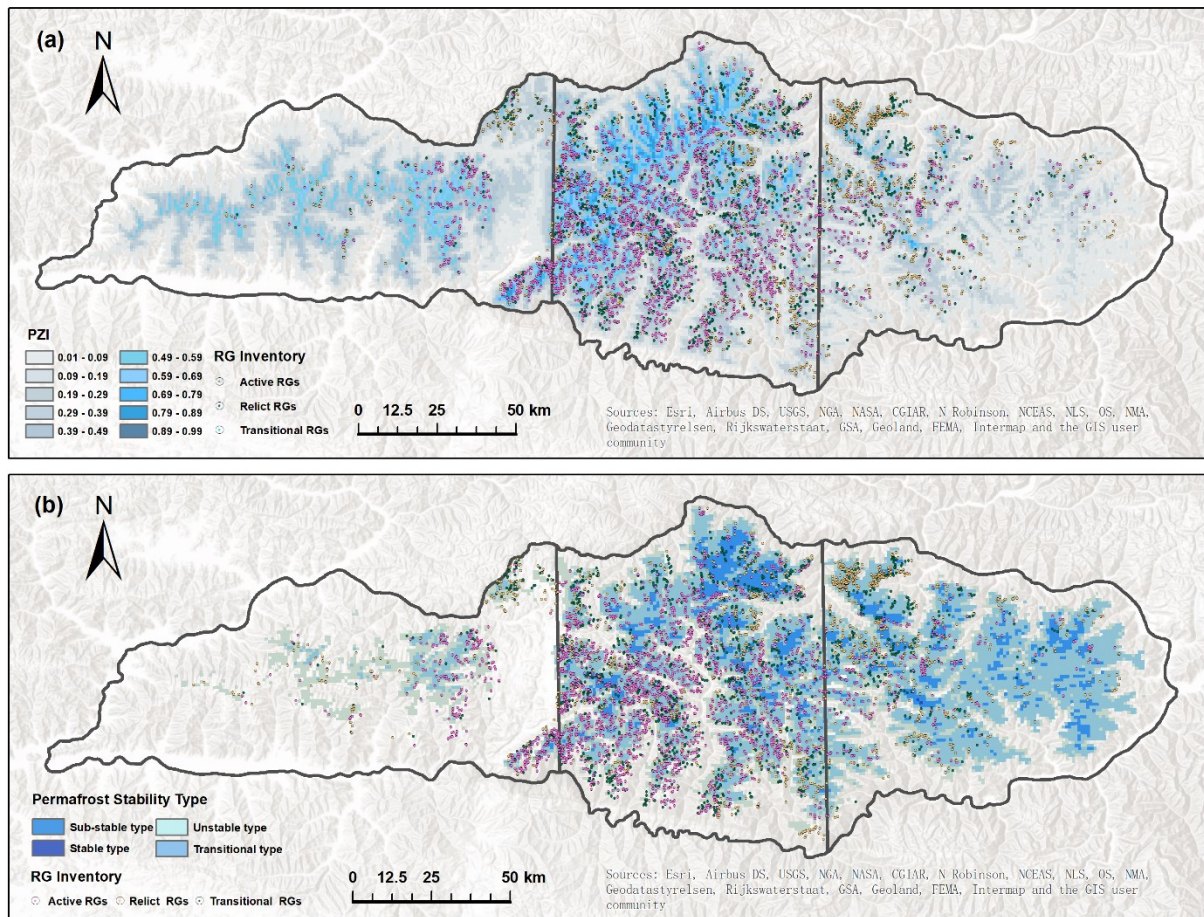 (a)
N
PZI
0.01 - 0.09
0.49 - 0.59
0.09 - 0.19
0.59 - 0.69
0.19 - 0.29
0.69 - 0.79
0.29 - 0.39
0.79 - 0.89
0.39 - 0.49
0.89 - 0.99
RG Inventory
Active RGs
Relict RGs
Transitional RGs
0 12.5 25 50 km
Sources: Esri, Airbus DS, USGS, NGA, NASA, CGIAR, N Robinson, NCEAS, NLS, OS, NMA,
Geodatastyrelsen, Rijkswaterstaat, GSA, Geoland, FEMA, Intermap and the GIS user
community
(b)
N
Permafrost Stability Type
Sub-stable type
Unstable type
Stable type
Transitional type
RG Inventory
Active RGs Relict RGs Transitional RGs
0 12.5 25 50 km
Sources: Esri, Airbus DS, USGS, NGA, NASA, CGIAR, N Robinson, NCEAS, NLS, OS, NMA,
Geodatastyrelsen, Rijkswaterstaat, GSA, Geoland, FEMA, Intermap and the GIS user
community